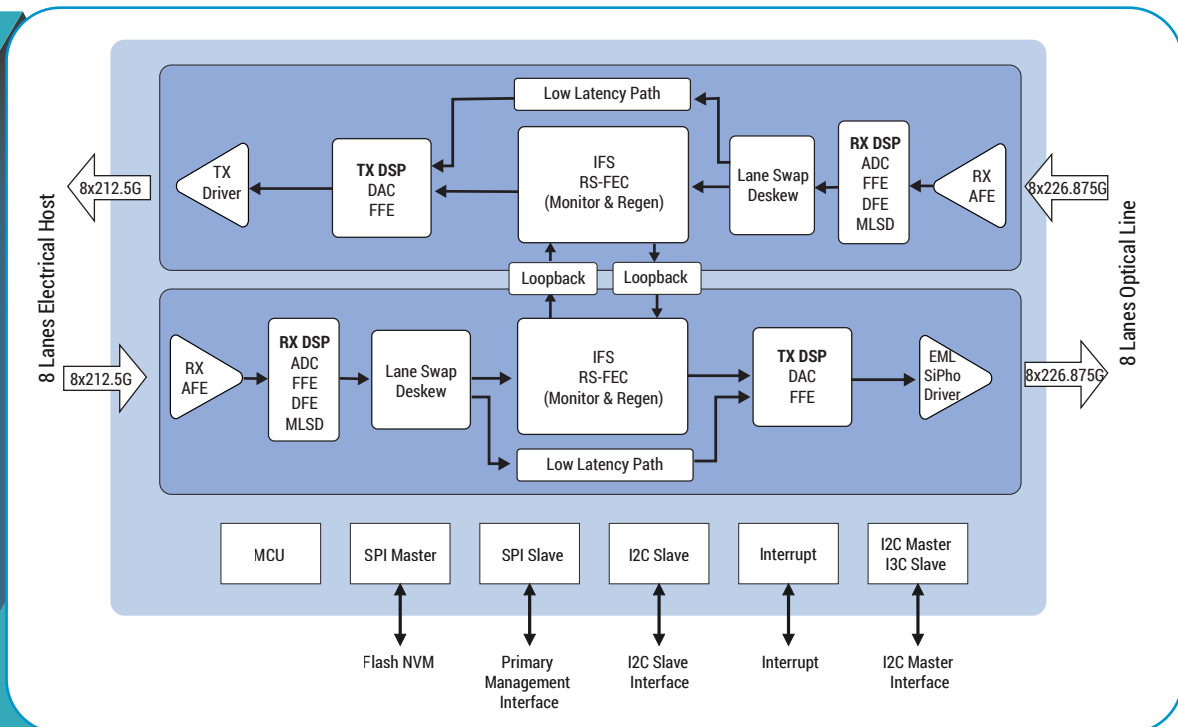 8 Lanes Electrical Host
8 Lanes Optical Line
Low Latency Path
8x212.5G
TX
Driver
TX DSP
DAC
FFE
IFS
RS-FEC
(Monitor & Regen)
Lane Swap
Deskew
RX DSP
ADC
FFE
DFE
MLSD
RX
AFE
8x226.875G
Loopback
Loopback
8x212.5G
RX
AFE
RX DSP
ADC
FFE
DFE
MLSD
Lane Swap
Deskew
IFS
RS-FEC
(Monitor & Regen)
Low Latency Path
TX DSP
DAC
FFE
EML
SiPho
Driver
8x226.875G
MCU
SPI Master
SPI Slave
I2C Slave
Interrupt
I2C Master
I3C Slave
Flash NVM
Primary
Management
Interface
I2C Slave
Interface
Interrupt
I2C Master
Interface